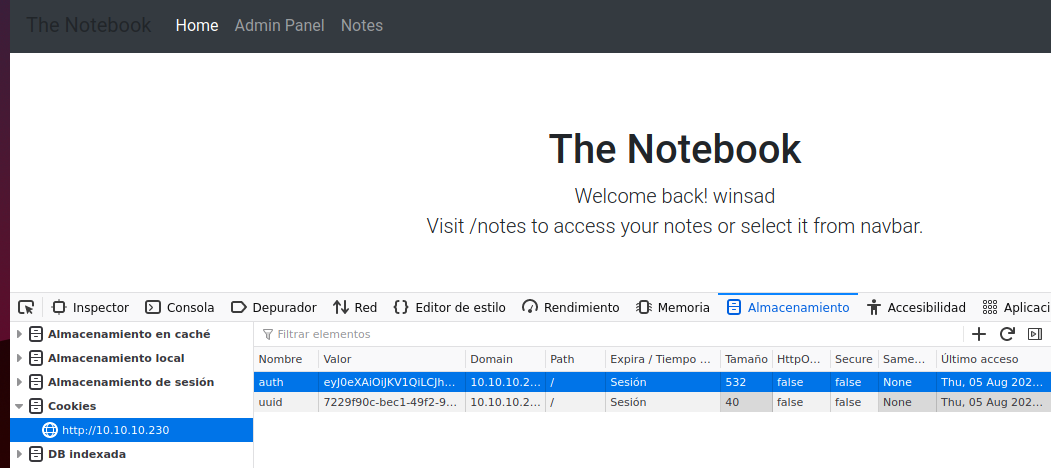 The Notebook Home Admin Panel Notes
The Notebook
Welcome back! winsad
Visit /notes to access your notes or select it from navbar.
Inspector Consola Depurador Red Editor de estilo Rendimiento Memoria Almacenamiento Accesibilidad Aplicaci
Almacenamiento en caché
Almacenamiento local
Almacenamiento de sesión
Cookies
http://10.10.10.230
DB indexada
Filtrar elementos
Nombre Valor Domain Path Expira / Tiempo ... Tamaño HttpO... Secure Same... Último acceso
auth eyJ0eXAiOiJKV1QiLCJh... 10.10.10.2... / Sesión 532 false false None Thu, 05 Aug 202...
uuid 7229f90c-bec1-49f2-9... 10.10.10.2... / Sesión 40 false false None Thu, 05 Aug 202...